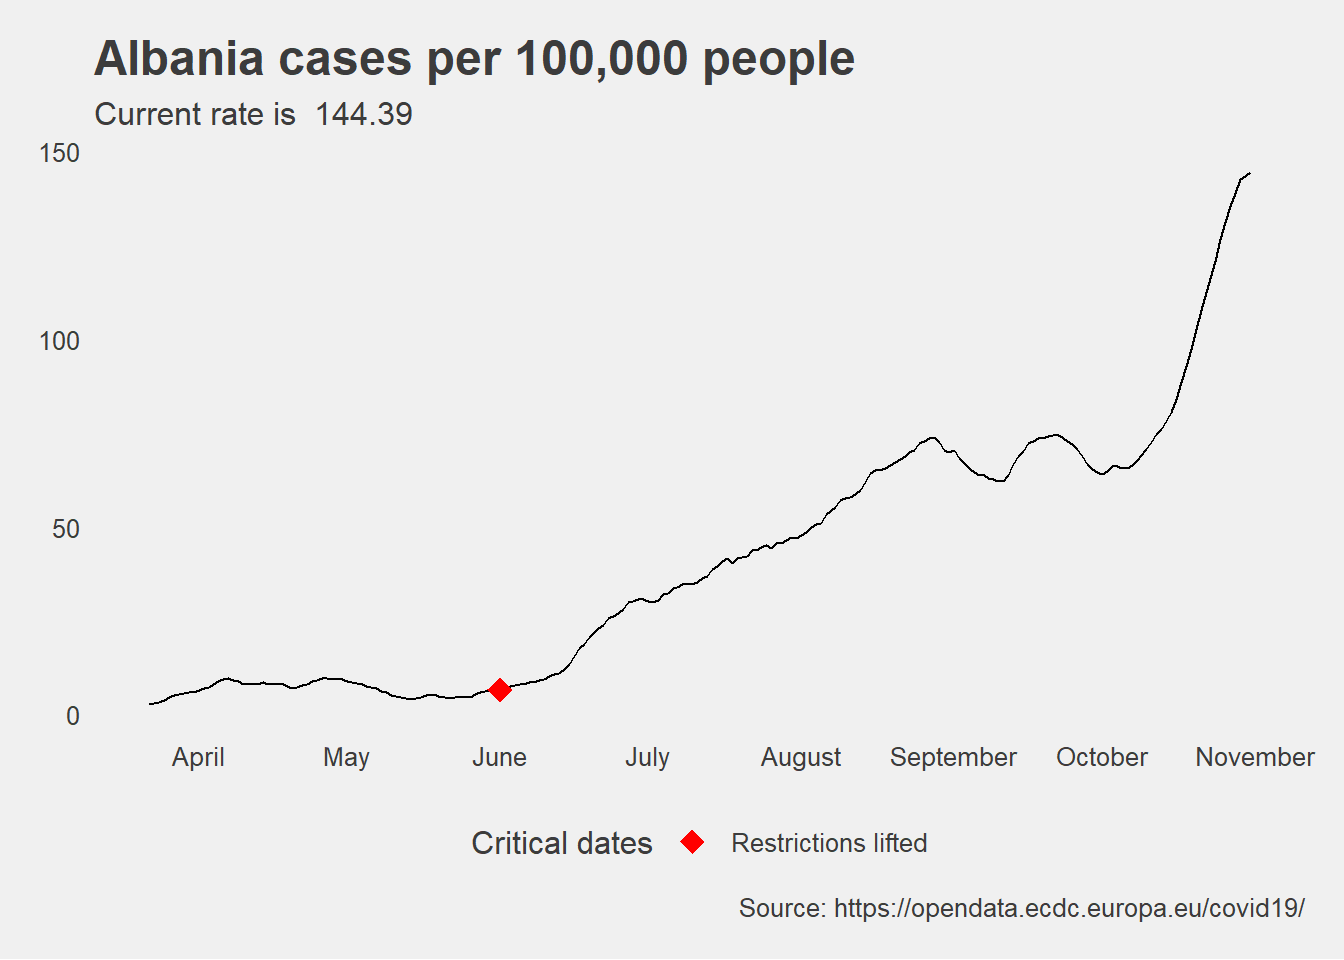 Albania cases per 100,000 people
Current rate is  144.39
150
100
50
0
April May June July August September October November
Critical dates Restrictions lifted
Source: https://opendata.ecdc.europa.eu/covid19/